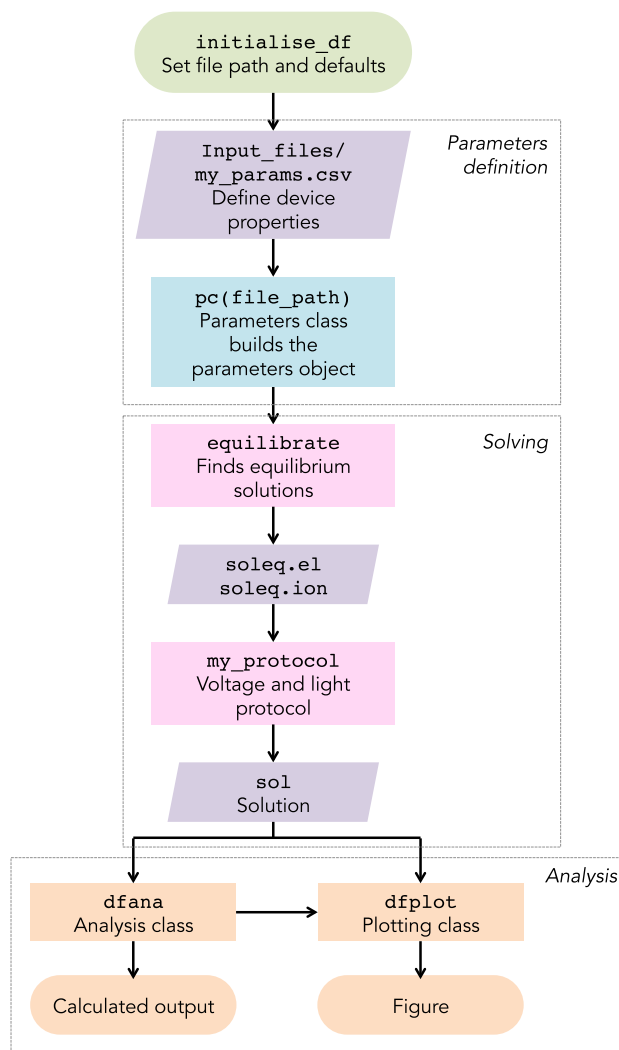 initialise_df
Set file path and defaults
Parameters
definition
Input_files/
my_params.csv
Define device
properties
pc(file_path)
Parameters class
builds the
parameters object
Solving
equilibrate
Finds equilibrium
solutions
soleq.el
soleq.ion
my_protocol
Voltage and light
protocol
sol
Solution
Analysis
dfana
Analysis class
dfplot
Plotting class
Calculated output
Figure